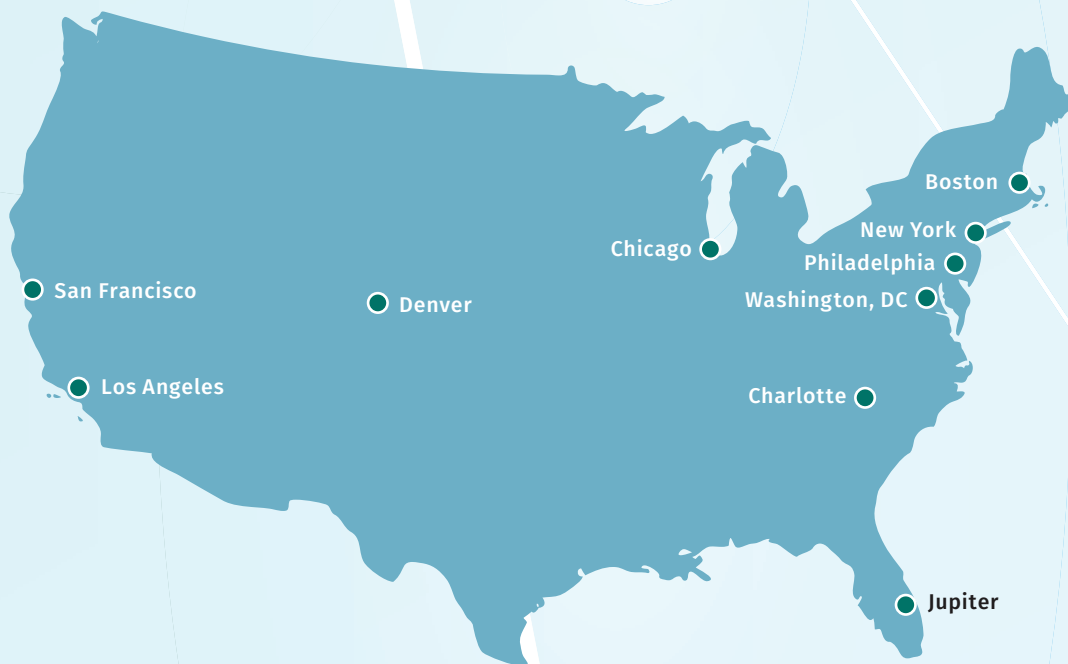 Boston
New York
Chicago
Philadelphia
San Francisco
Washington, DC
Denver
Los Angeles
Charlotte
Jupiter